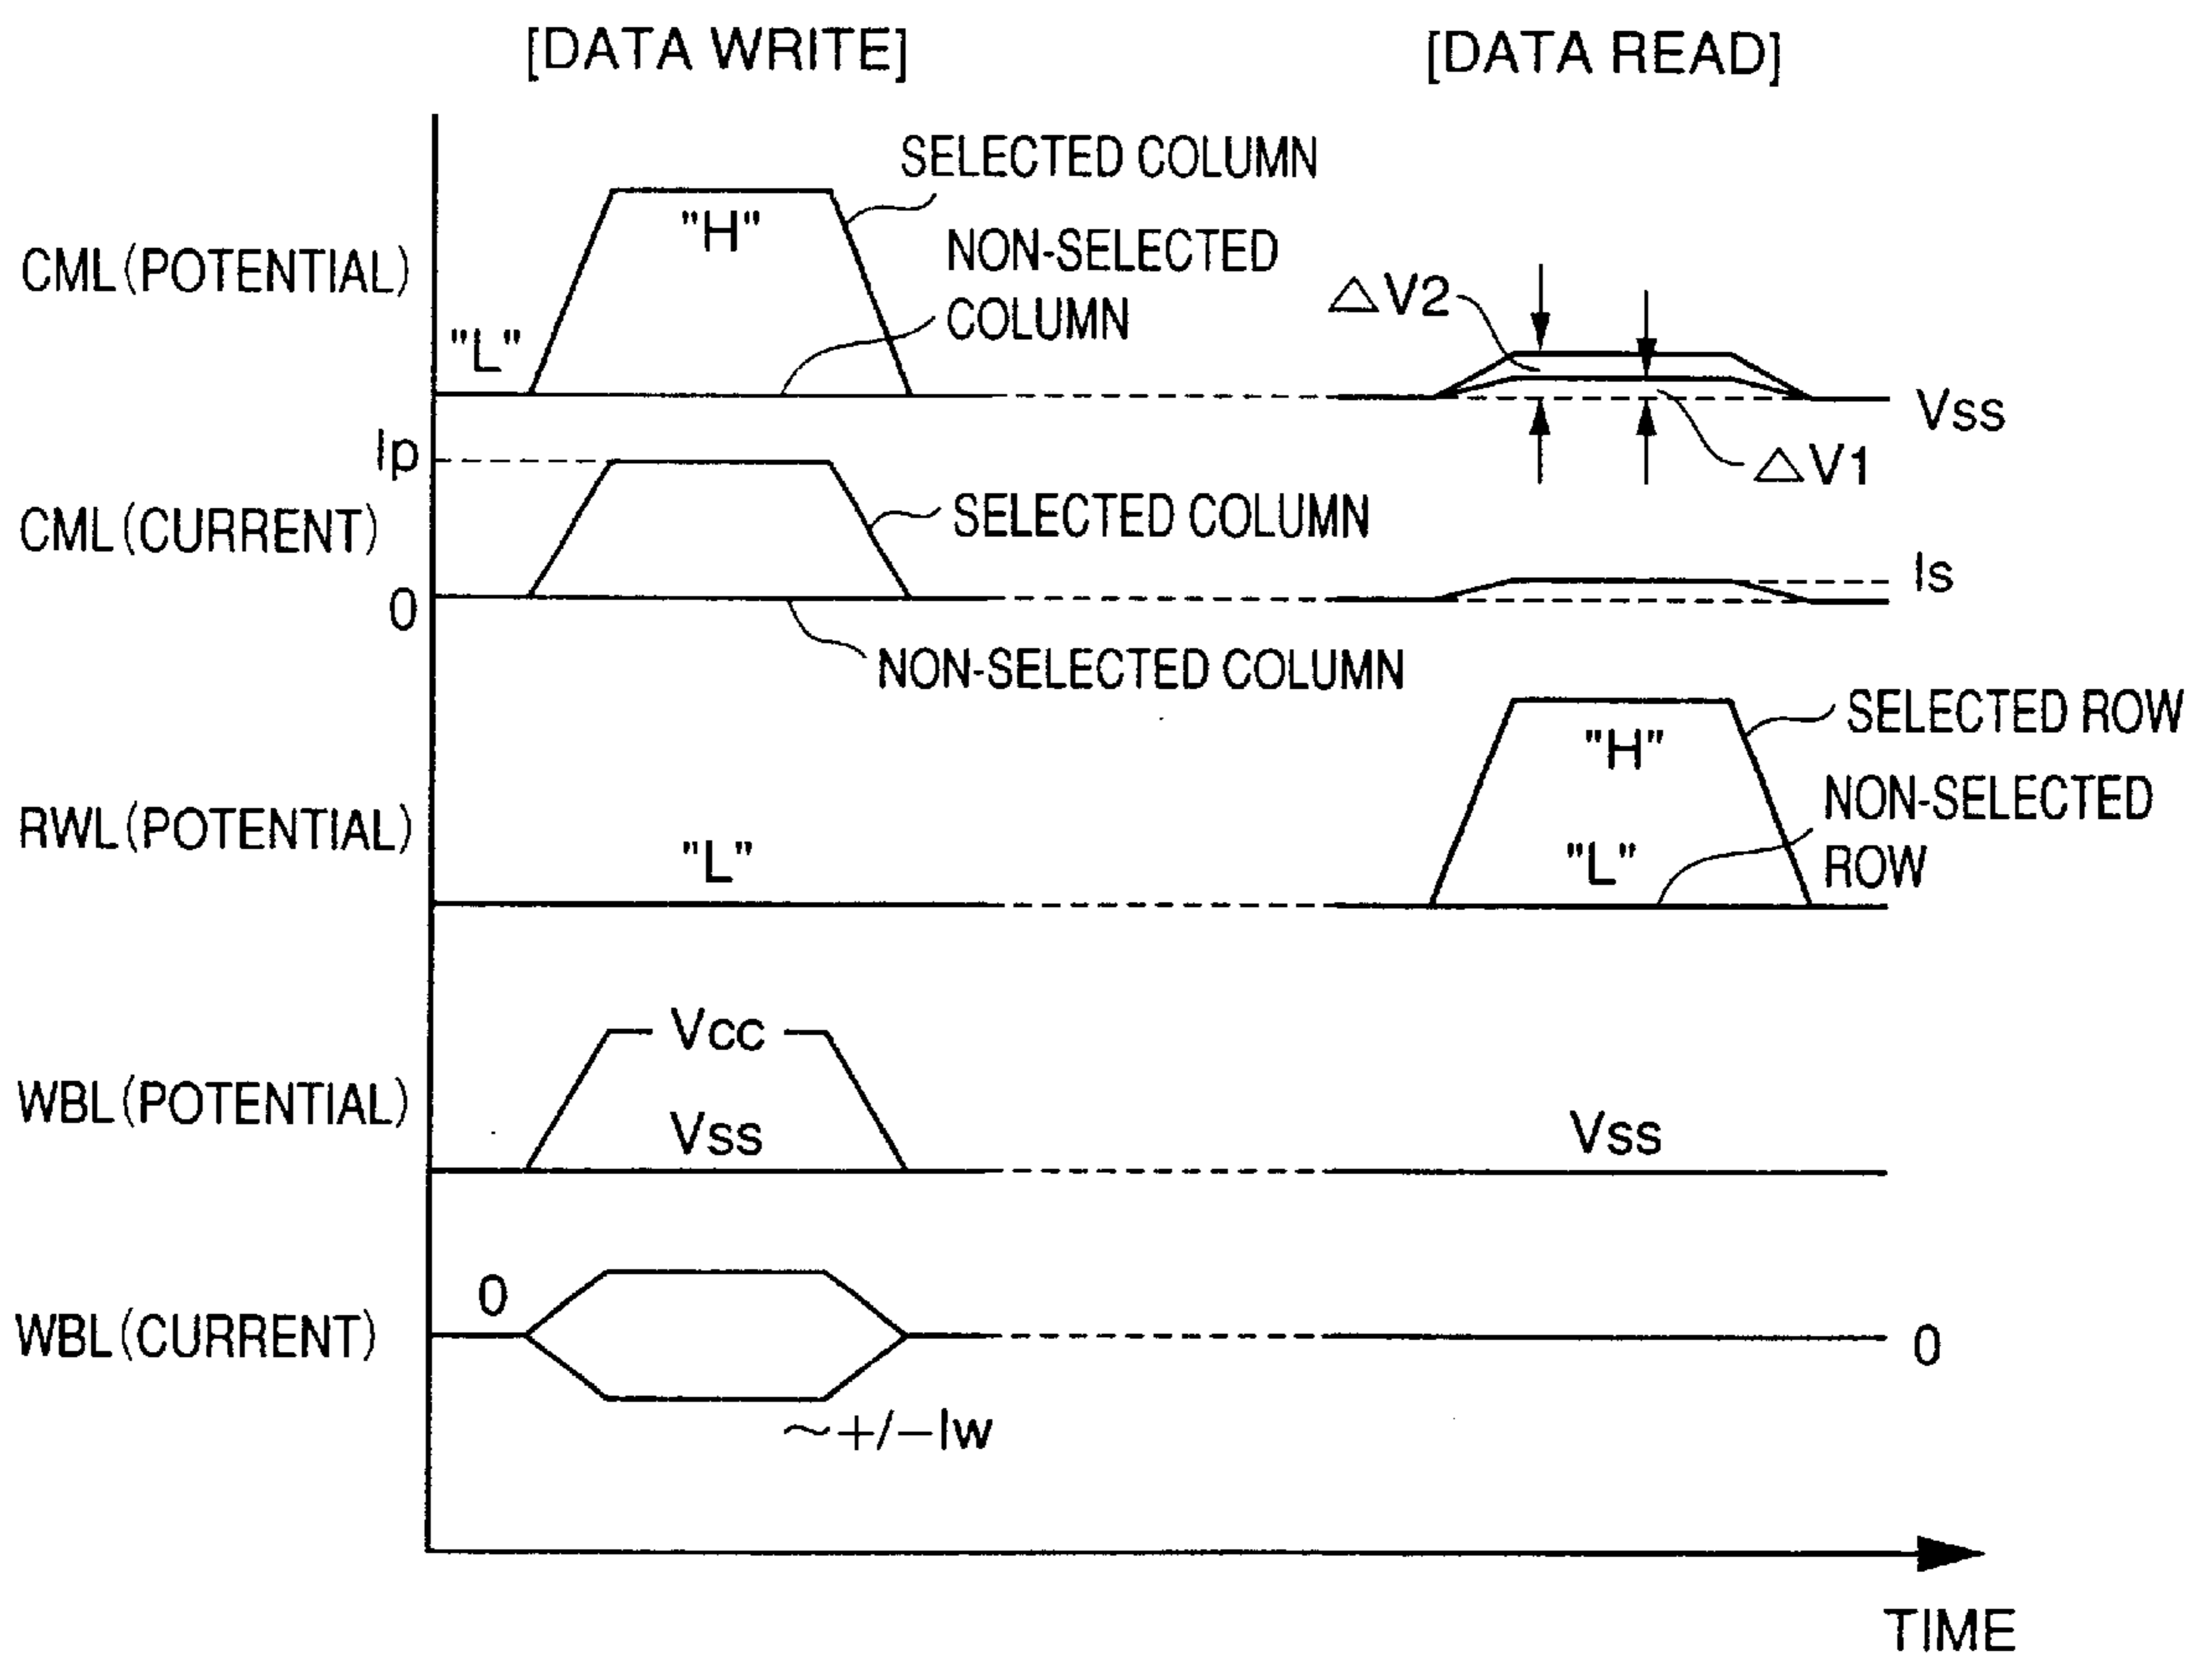 [DATA WRITE]
[DATA READ]
SELECTED COLUMN
"H"
NON-SELECTED
COLUMN
CML(POTENTIAL)
"L"
△V2
Vss
△V1
Ip
CML(CURRENT)
SELECTED COLUMN
Is
0
NON-SELECTED COLUMN
SELECTED ROW
"H"
NON-SELECTED
ROW
RWL(POTENTIAL)
"L"
"L"
Vcc
WBL(POTENTIAL)
Vss
Vss
0
WBL(CURRENT)
0
~+/-Iw
TIME